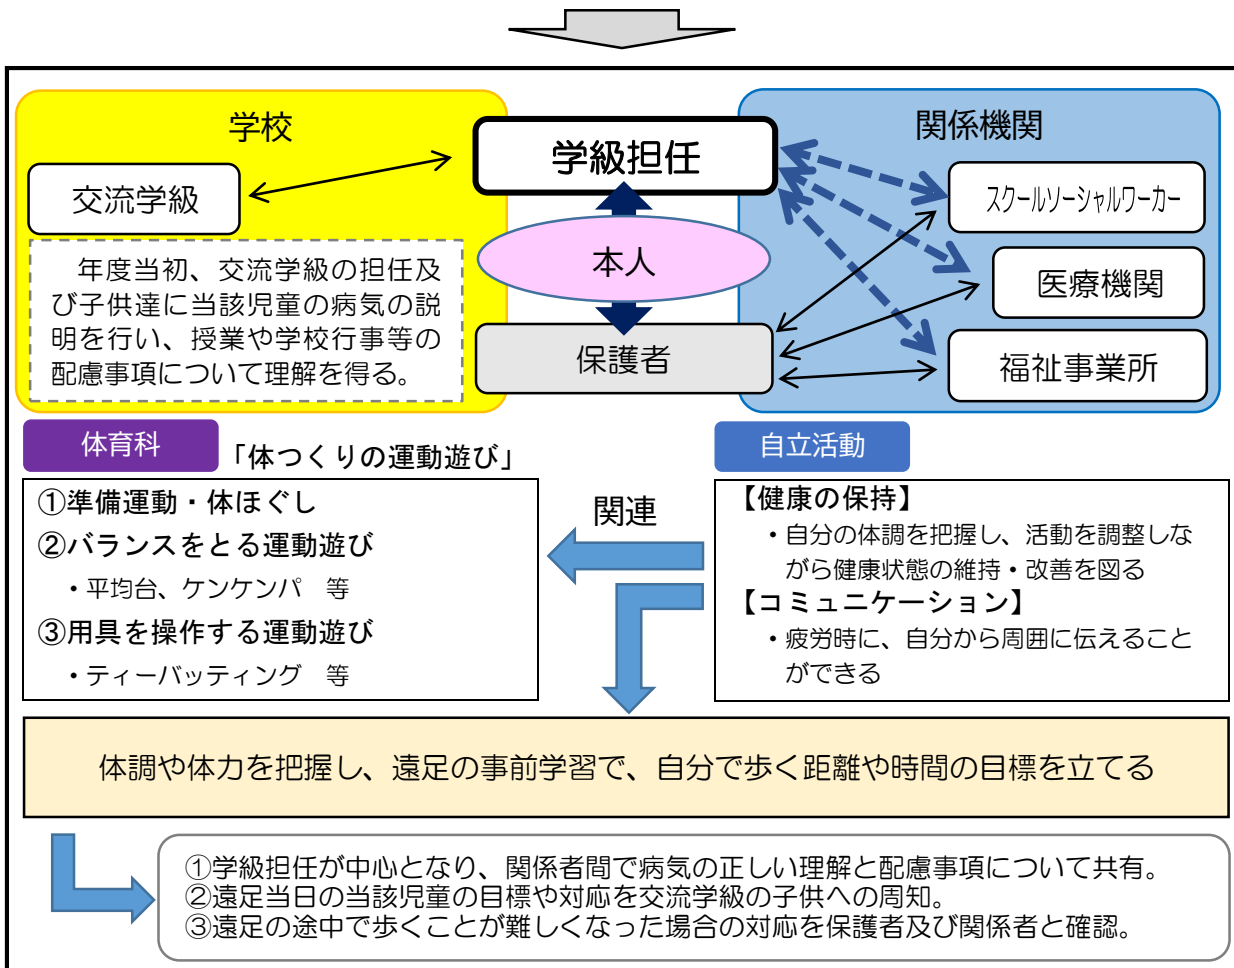 学校
学級担任
関係機関
交流学級
スクールソーシャルワーカー
年度当初、交流学級の担任及
び子供達に当該児童の病気の説
明を行い、授業や学校行事等の
配慮事項について理解を得る。
本人
医療機関
保護者
福祉事業所
体育科
「体つくりの運動遊び」
①準備運動・体ほぐし
②バランスをとる運動遊び
・平均台、ケンケンパ　等
③用具を操作する運動遊び
・ティーバッティング　等
関連
自立活動
【健康の保持】
・自分の体調を把握し、活動を調整しな
がら健康状態の維持・改善を図る
【コミュニケーション】
・疲労時に、自分から周囲に伝えること
ができる
体調や体力を把握し、遠足の事前学習で、自分で歩く距離や時間の目標を立てる
①学級担任が中心となり、関係者間で病気の正しい理解と配慮事項について共有。
②遠足当日の当該児童の目標や対応を交流学級の子供への周知。
③遠足の途中で歩くことが難しくなった場合の対応を保護者及び関係者と確認。